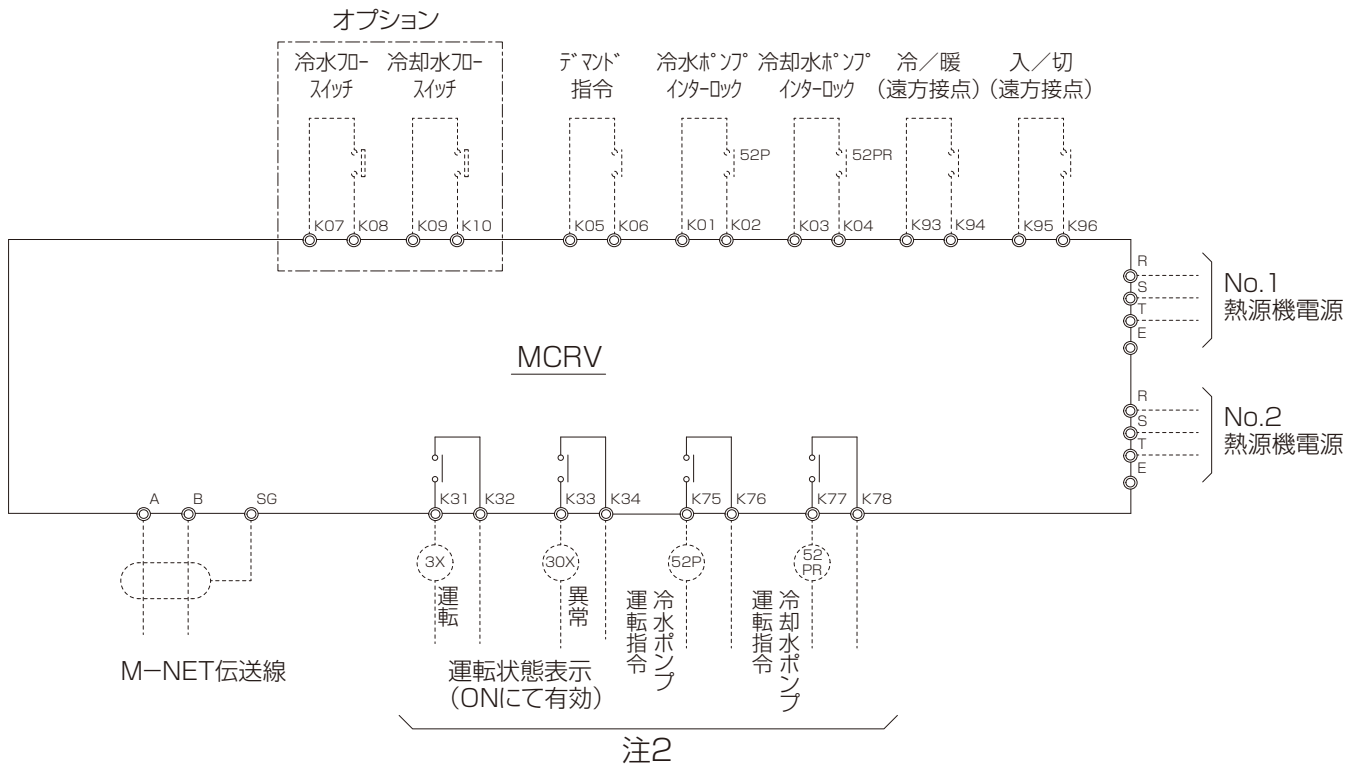 オプション
冷水フロー
スイッチ
冷却水フロー
スイッチ
デマンド
指令
冷水ポンプ
インターロック
冷却水ポンプ
インターロック
冷／暖
（遠方接点）
入／切
（遠方接点）
52P
52PR
K07
K08
K09
K10
K05
K06
K01
K02
K03
K04
K93
K94
K95
K96
R
S
T
E
No.1
熱源機電源
MCRV
R
S
T
E
No.2
熱源機電源
A
B
SG
K31
K32
K33
K34
K75
K76
K77
K78
3X
30X
52P
52
PR
運転
異常
冷水ポンプ
運転指令
冷却水ポンプ
運転指令
M−NET伝送線
運転状態表示
（ONにて有効）
注2